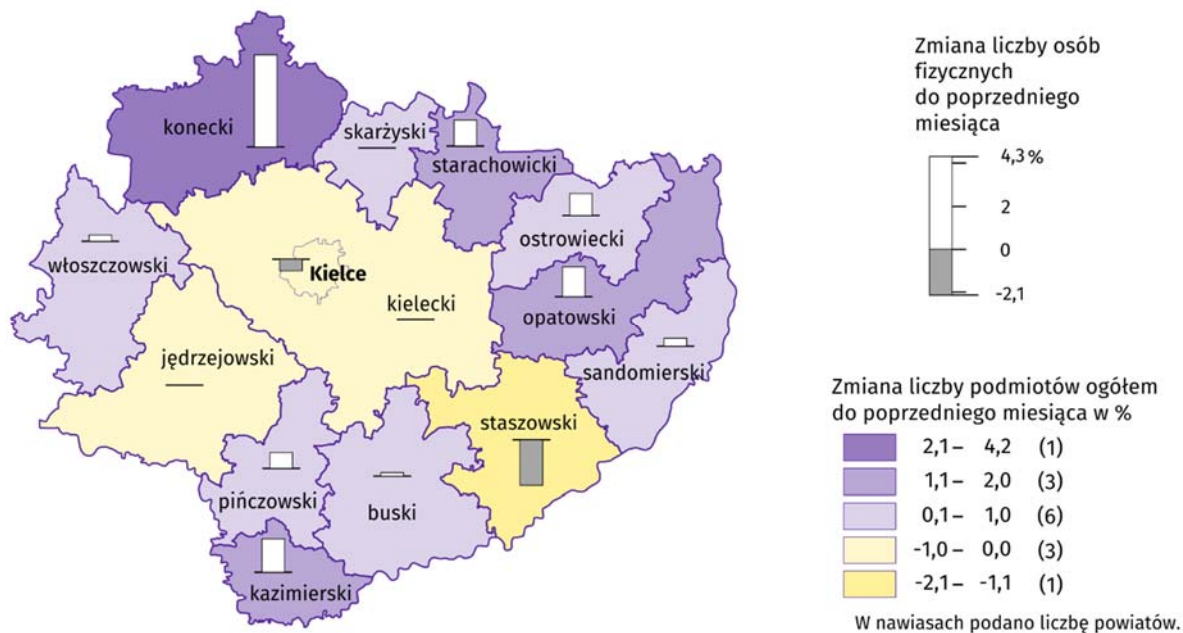 konecki
skarżyski
starachowicki
ostrowiecki
włoszczowski
Kielce
kielecki
opatowski
jędrzejowski
sandomierski
staszowski
pińczowski
buski
kazimierski
Zmiana liczby osób
fizycznych
do poprzedniego
miesiąca
4,3 %
2
0
-2,1
Zmiana liczby podmiotów ogółem
do poprzedniego miesiąca w %
2,1 – 4,2 (1)
1,1 – 2,0 (3)
0,1 – 1,0 (6)
-1,0 – 0,0 (3)
-2,1 – -1,1 (1)
W nawiasach podano liczbę powiatów.